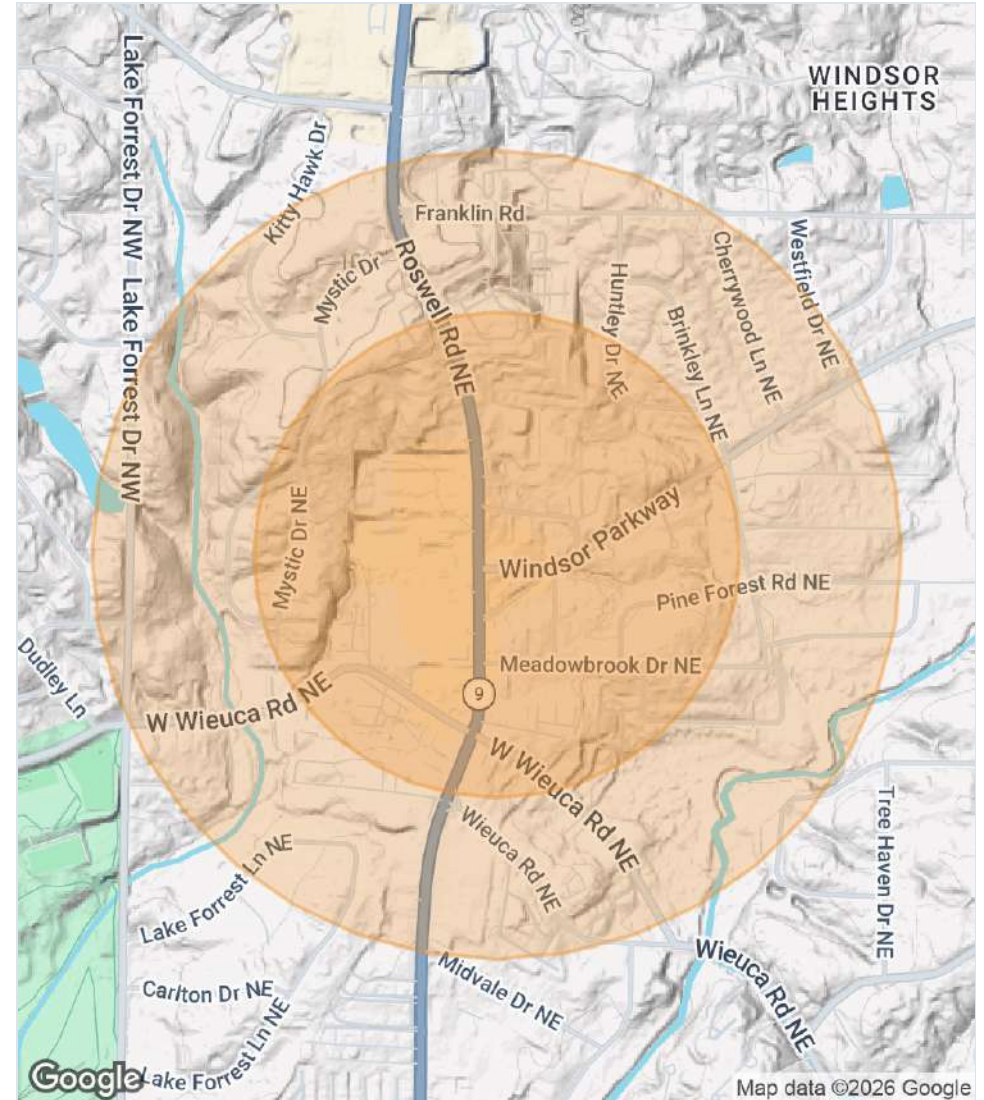 WINDSOR
HEIGHTS
Lake Forrest Dr NW
Lake Forrest Dr NW
Kitty Hawk Dr
Franklin Rd
Mystic Dr
Roswell Rd NE
Huntley Dr NE
Cherrywood Ln NE
Westfield Dr NE
Brinkley Ln NE
Mystic Dr NE
Windsor Parkway
Pine Forest Rd NE
Meadowbrook Dr NE
Dudley Ln
9
W Wieuca Rd NE
W Wieuca Rd NE
Wieuca Rd NE
Tree Haven Dr NE
Lake Forrest Ln NE
Wieuca Rd NE
Midvale Dr NE
Carlton Dr NE
Lake Forrest Ln NE
Google
Map data ©2026 Google